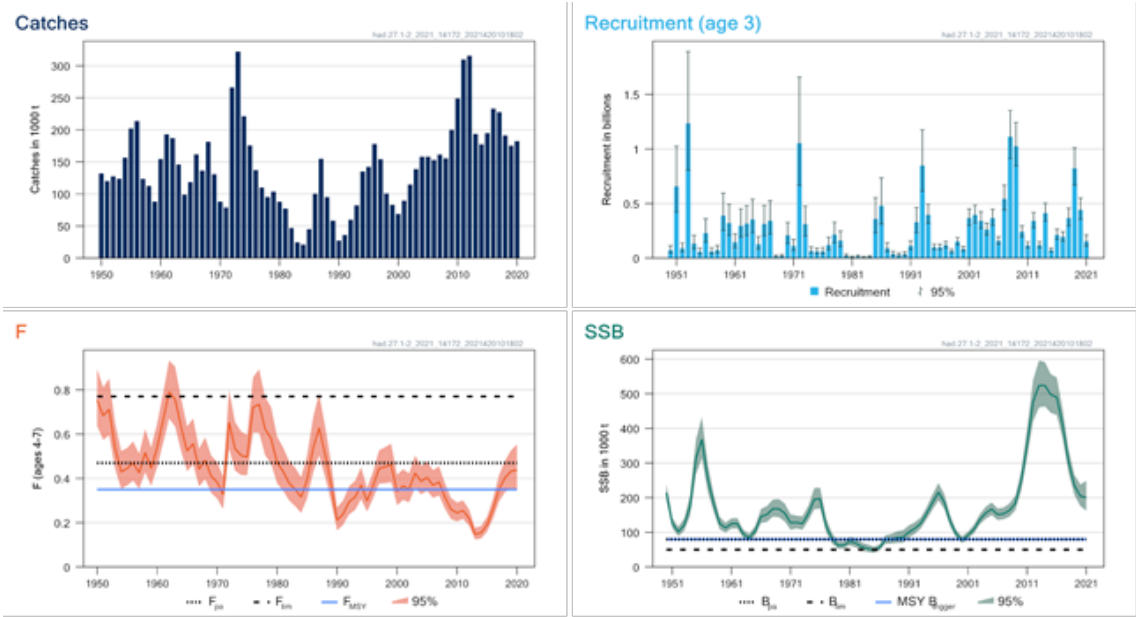 Catches
had.27.1-2_2021_14172_2021420101802
Catches in 1000 t
300
250
200
150
100
50
0
1950 1960 1970 1980 1990 2000 2010 2020
Recruitment (age 3)
had.27.1-2_2021_14172_2021420101802
Recruitment in billions
1.5
1
0.5
0
1951 1961 1971 1981 1991 2001 2011 2021
Recruitment 95%
F
had.27.1-2_2021_14172_2021420101802
F (ages 4-7)
0.8
0.6
0.4
0.2
0
1950 1960 1970 1980 1990 2000 2010 2020
Fpa Flim FMSY 95%
SSB
had.27.1-2_2021_14172_2021420101802
SSB in 1000 t
600
500
400
300
200
100
0
1951 1961 1971 1981 1991 2001 2011 2021
Bpa Blim MSY Btrigger 95%